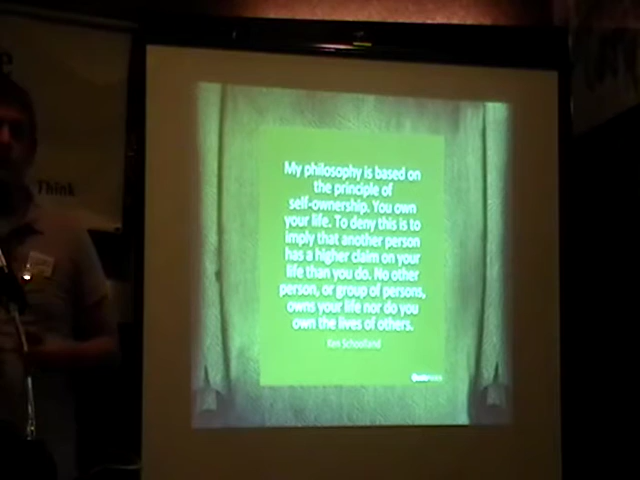 e
Think
My philosophy is based on
the principle of
self-ownership. You own
your life. To deny this is to
imply that another person
has a higher claim on your
life than you do. No other
person, or group of persons,
owns your life nor do you
own the lives of others.
Ken Schoolland